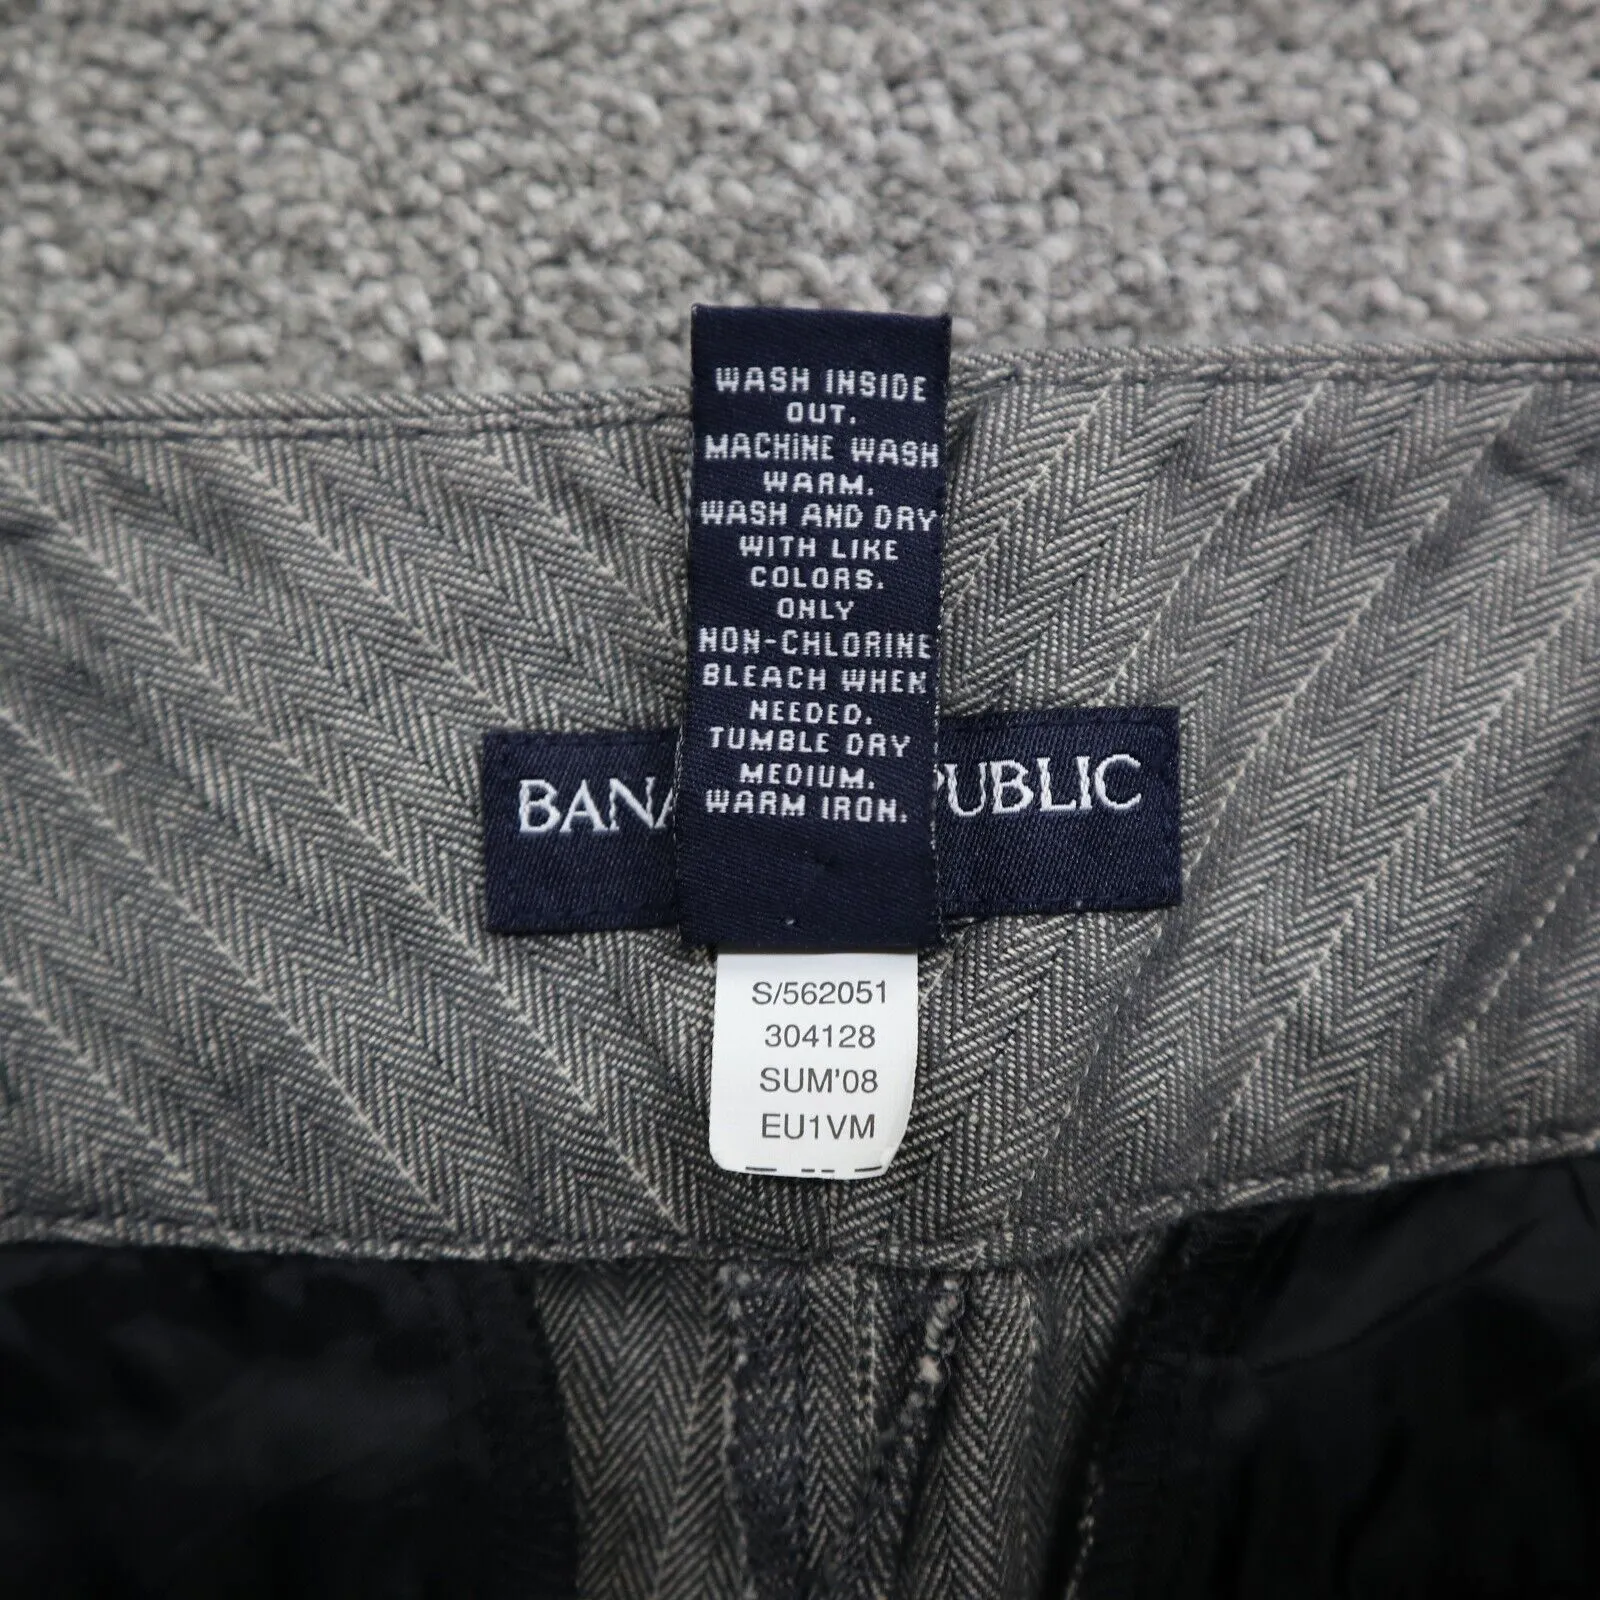 WASH INSIDE
OUT.
MACHINE WASH
WARM.
WASH AND DRY
WITH LIKE
COLORS.
ONLY
NON-CHLORINE
BLEACH WHEN
NEEDED.
TUMBLE DRY
MEDIUM.
WARM IRON.
BANA PUBLIC
S/562051
304128
SUM'08
EU1VM